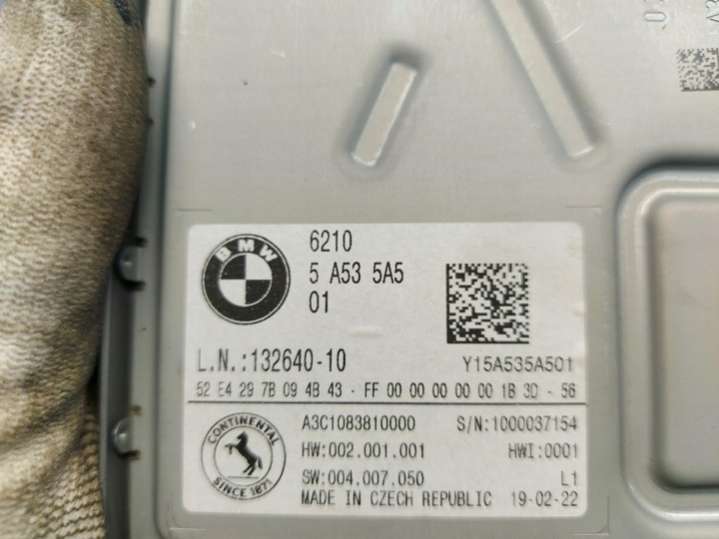 BMW
6210
5 A53 5A5
01
L.N.:132640-10
Y15A535A501
52 E4 29 7B 09 4B 43 - FF 00 00 00 00 00 1B 3D - 56
CONTINENTAL
SINCE 1871
A3C1083810000 S/N:1000037154
HW:002.001.001 HWI:0001
SW:004.007.050 L1
MADE IN CZECH REPUBLIC 19-02-22